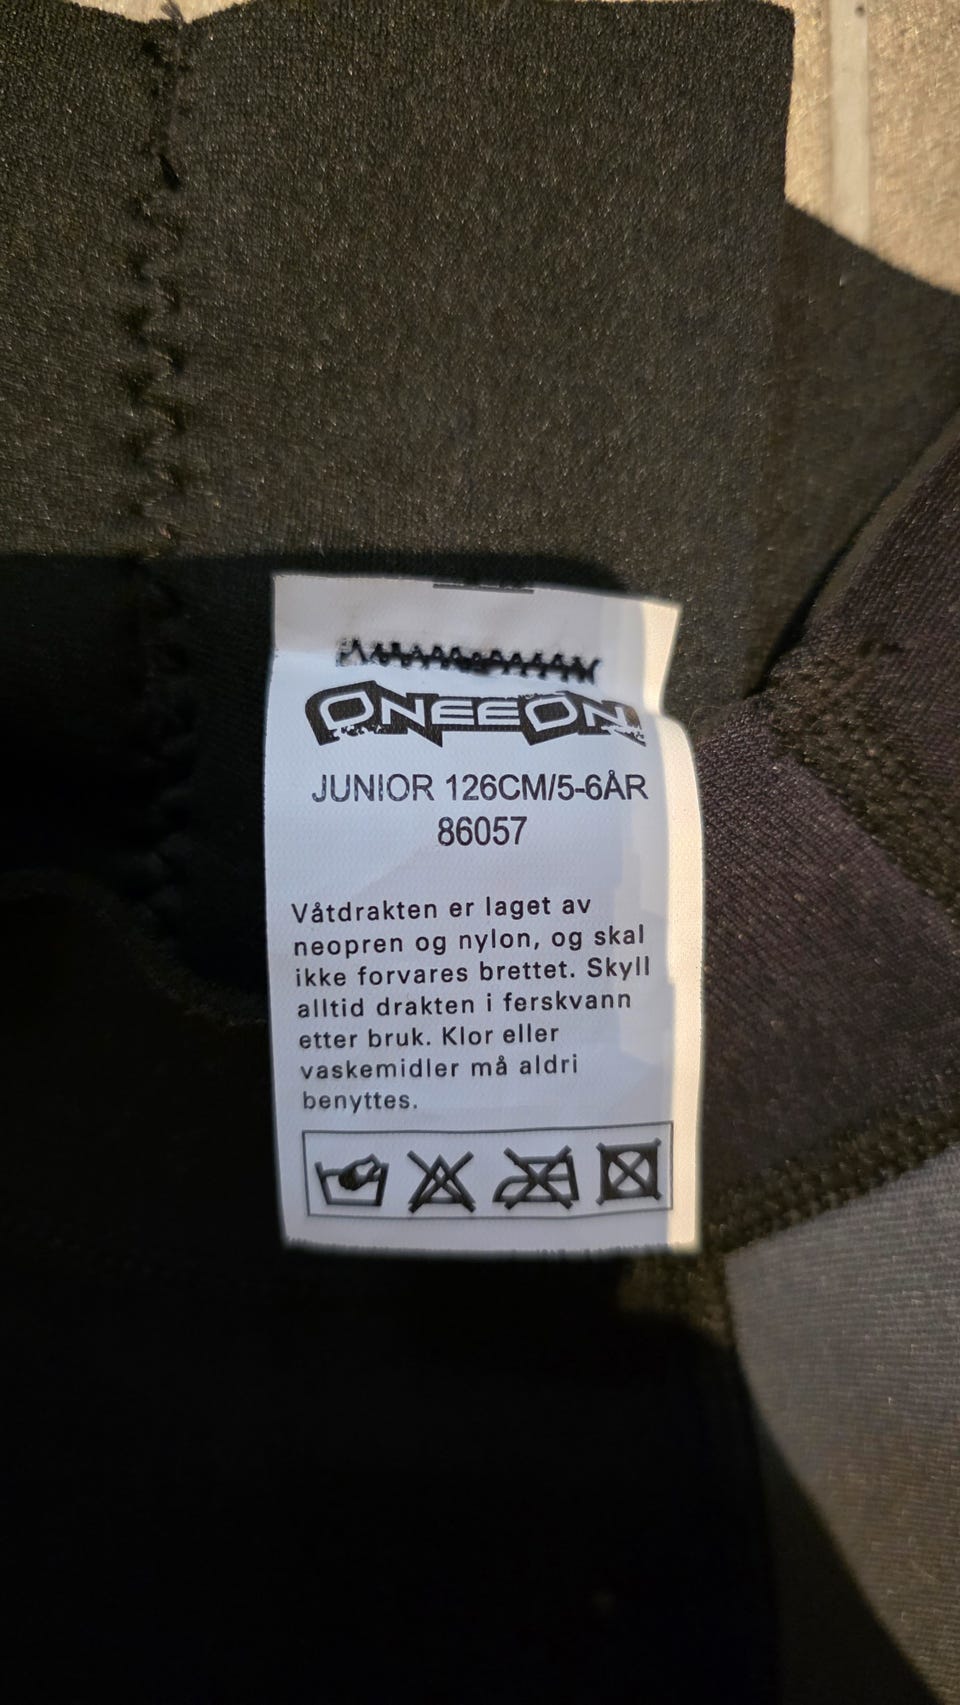 ONEEON
JUNIOR 126CM/5-6ÅR
86057
Våtdrakten er laget av
neopren og nylon, og skal
ikke forvares brettet. Skyll
alltid drakten i ferskvann
etter bruk. Klor eller
vaskemidler må aldri
benyttes.